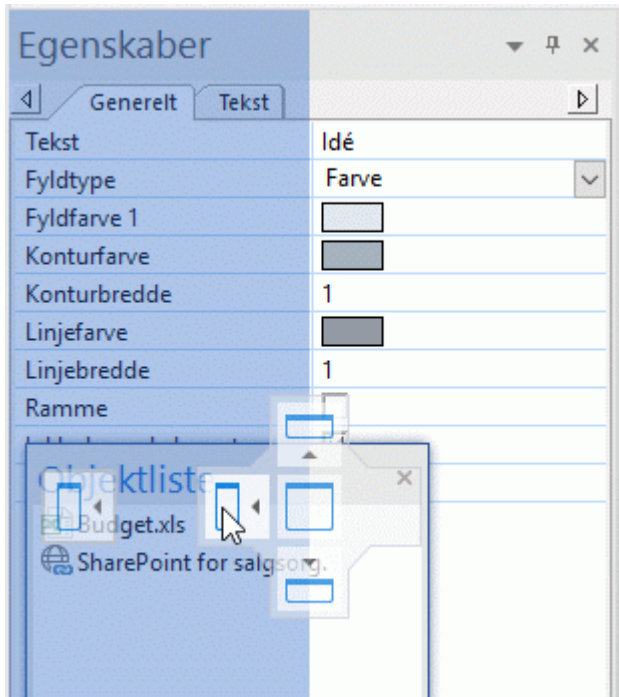 Egenskaber
Generelt Tekst
Tekst Idé
Fyldtype Farve
Fyldfarve 1
Konturfarve
Konturbredde 1
Linjefarve
Linjebredde 1
Ramme
Objektliste
Budget.xls
SharePoint for salgsorg.